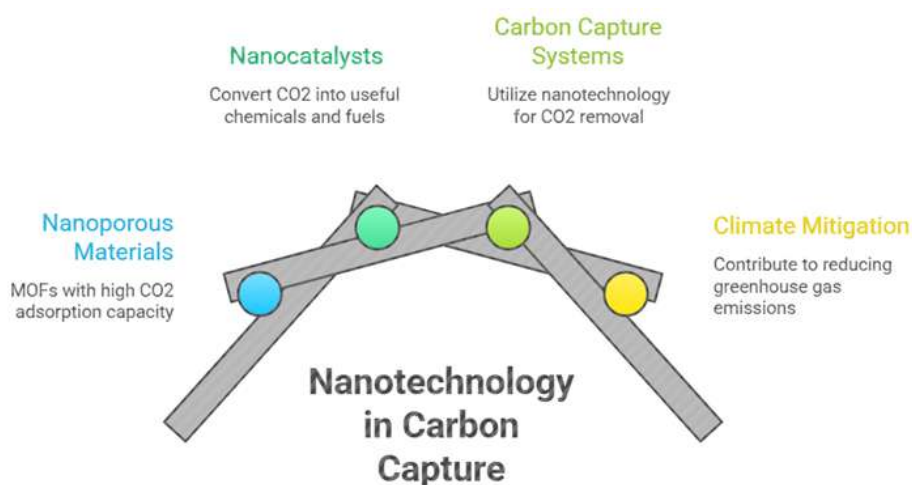 Nanocatalysts
Convert CO2 into useful
chemicals and fuels
Carbon Capture
Systems
Utilize nanotechnology
for CO2 removal
Nanoporous
Materials
MOFs with high CO2
adsorption capacity
Climate Mitigation
Contribute to reducing
greenhouse gas
emissions
Nanotechnology
in Carbon
Capture